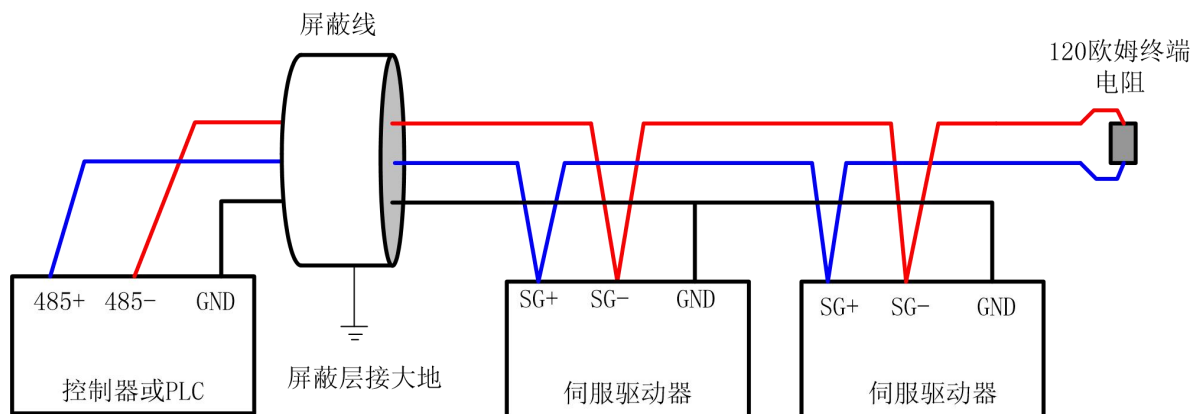 屏蔽线
120欧姆终端
电阻
485+ 485- GND
SG+ SG- GND
SG+ SG- GND
屏蔽层接大地
控制器或PLC
伺服驱动器
伺服驱动器